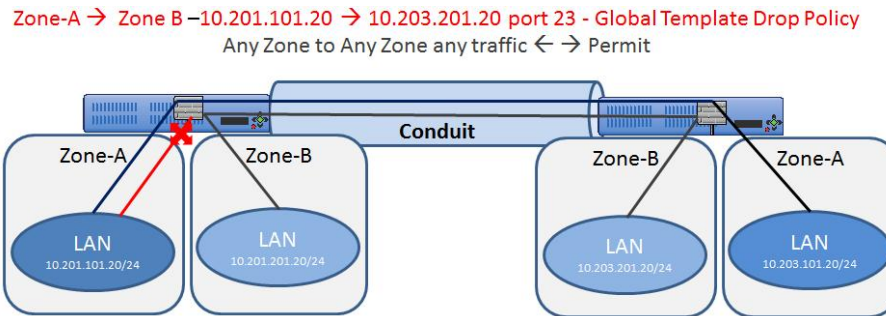 Zone-A → Zone B –10.201.101.20 → 10.203.201.20 port 23 - Global Template Drop Policy
Any Zone to Any Zone any traffic ← → Permit
Conduit
Zone-A
Zone-B
Zone-B
Zone-A
LAN
10.201.101.20/24
LAN
10.201.201.20/24
LAN
10.203.201.20/24
LAN
10.203.101.20/24